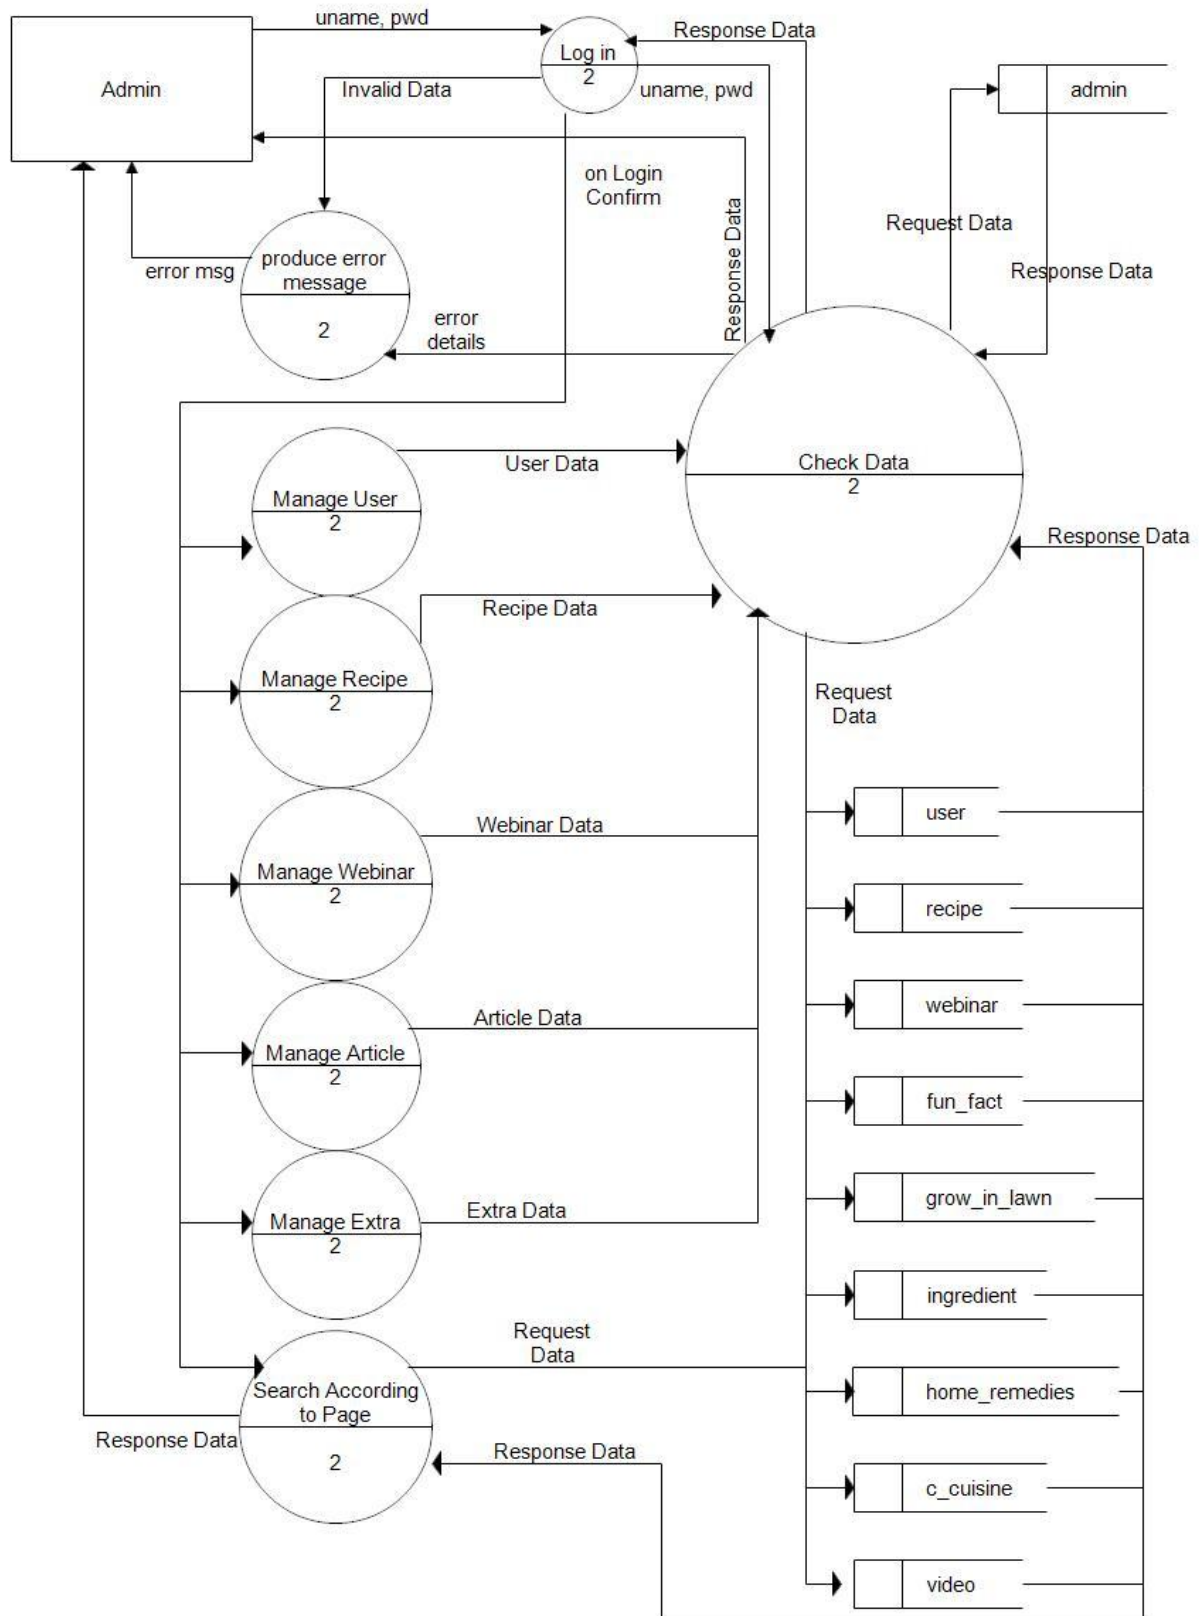 uname, pwd
Response Data
Log in
2
Admin
Invalid Data
uname, pwd
admin
on Login
Confirm
Response Data
Request Data
Response Data
error msg
produce error
message
2
error
details
User Data
Check Data
2
Manage User
2
Response Data
Recipe Data
Manage Recipe
2
Request
Data
Webinar Data
user
Manage Webinar
2
recipe
webinar
Article Data
Manage Article
2
fun_fact
Extra Data
Manage Extra
2
grow_in_lawn
ingredient
Request
Data
Search According
to Page
2
home_remedies
Response Data
Response Data
c_cuisine
video